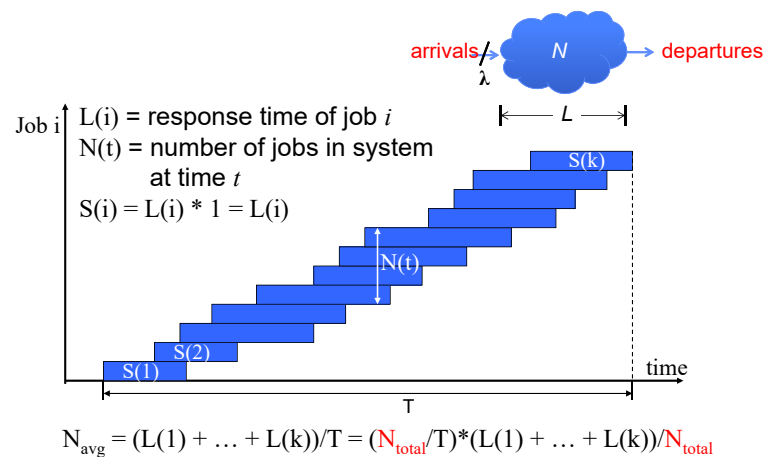 arrivals
N
departures
λ
L
Job i
L(i) = response time of job i
N(t) = number of jobs in system
at time t
S(i) = L(i) * 1 = L(i)
S(k)
N(t)
S(2)
S(1)
time
T
N_avg = (L(1) + … + L(k))/T = (N_total/T)*(L(1) + … + L(k))/N_total